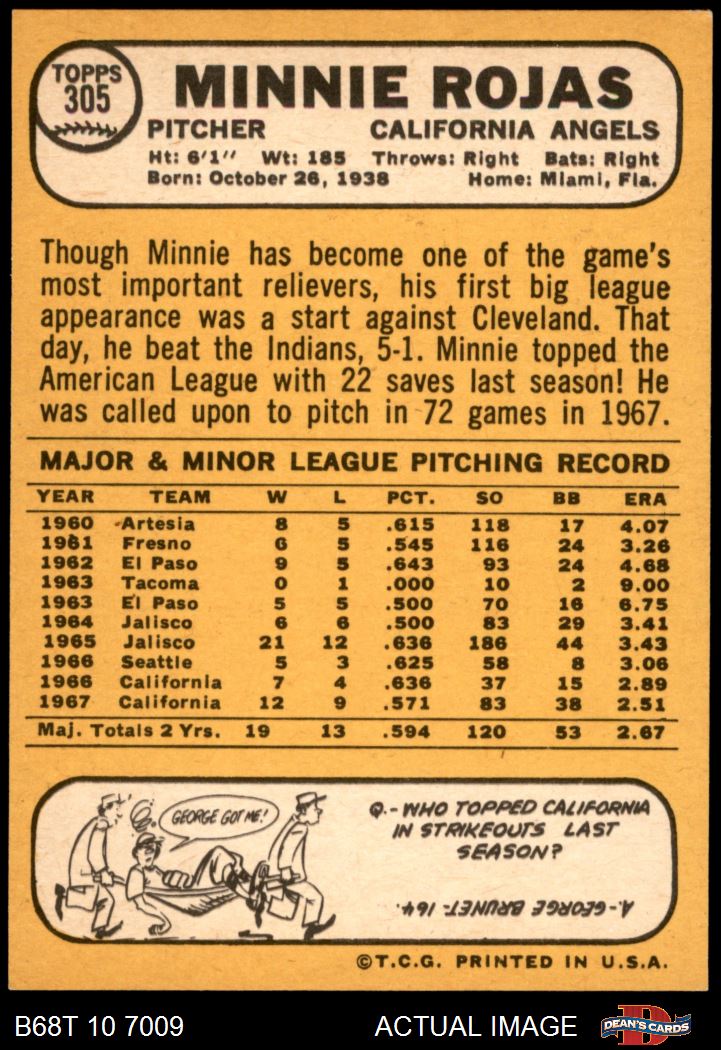 TOPPS
305
MINNIE ROJAS
PITCHER CALIFORNIA ANGELS
Ht: 6'1" Wt: 185 Throws: Right Bats: Right
Born: October 26, 1938 Home: Miami, Fla.
Though Minnie has become one of the game's
most important relievers, his first big league
appearance was a start against Cleveland. That
day, he beat the Indians, 5-1. Minnie topped the
American League with 22 saves last season! He
was called upon to pitch in 72 games in 1967.
MAJOR & MINOR LEAGUE PITCHING RECORD
YEAR TEAM W L PCT. SO BB ERA
1960 Artesia 8 5 .615 118 17 4.07
1961 Fresno 6 5 .545 116 24 3.26
1962 El Paso 9 5 .643 93 24 4.68
1963 Tacoma 0 1 .000 10 2 9.00
1963 El Paso 5 5 .500 70 16 6.75
1964 Jalisco 6 6 .500 83 29 3.41
1965 Jalisco 21 12 .636 186 44 3.43
1966 Seattle 5 3 .625 58 8 3.06
1966 California 7 4 .636 37 15 2.89
1967 California 12 9 .571 83 38 2.51
Maj. Totals 2 Yrs. 19 13 .594 120 53 2.67
GEORGE GOT ME!
Q.- WHO TOPPED CALIFORNIA
IN STRIKEOUTS LAST
SEASON?
A.-GEORGE BRUNET-164.
©T.C.G. PRINTED IN U.S.A.
B68T 10 7009 ACTUAL IMAGE DEAN'S CARDS